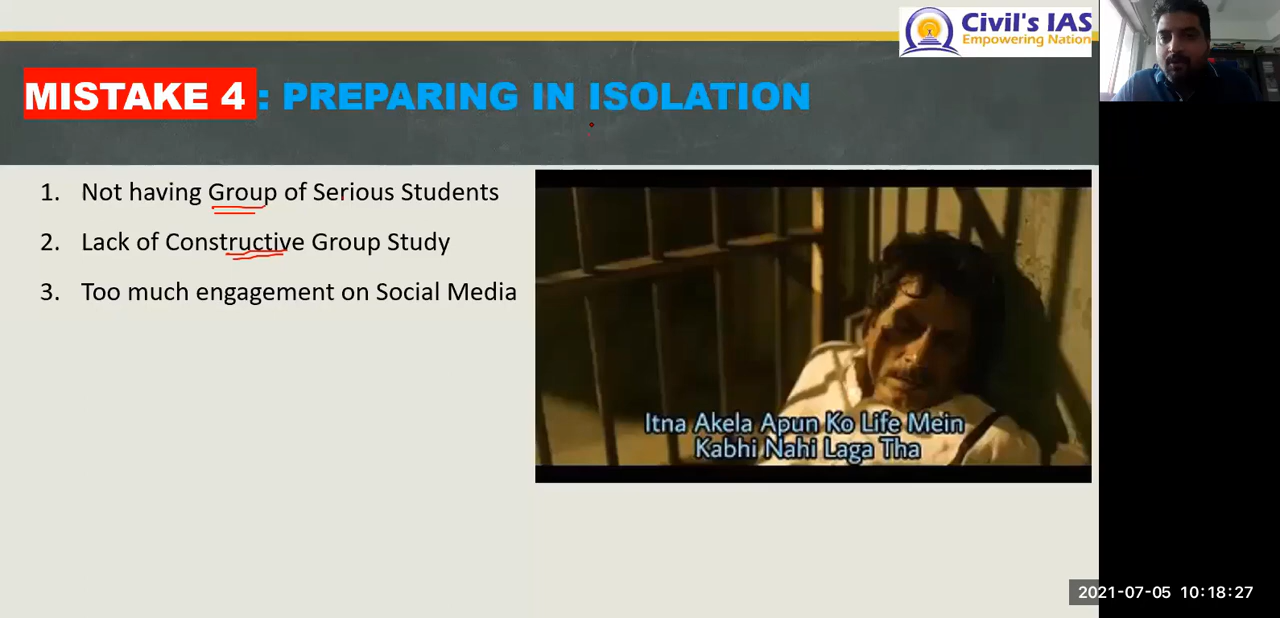 Civil's IAS
Empowering Nation
MISTAKE 4 : PREPARING IN ISOLATION
1. Not having Group of Serious Students
2. Lack of Constructive Group Study
3. Too much engagement on Social Media
Itna Akela Apun Ko Life Mein
Kabhi Nahi Laga Tha
2021-07-05 10:18:27